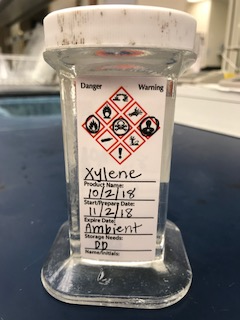 Danger Warning
Xylene
Product Name:
10/2/18
Start/Prepare Date:
11/2/18
Expire Date:
Ambient
Storage Needs:
DD
Name/Initials: